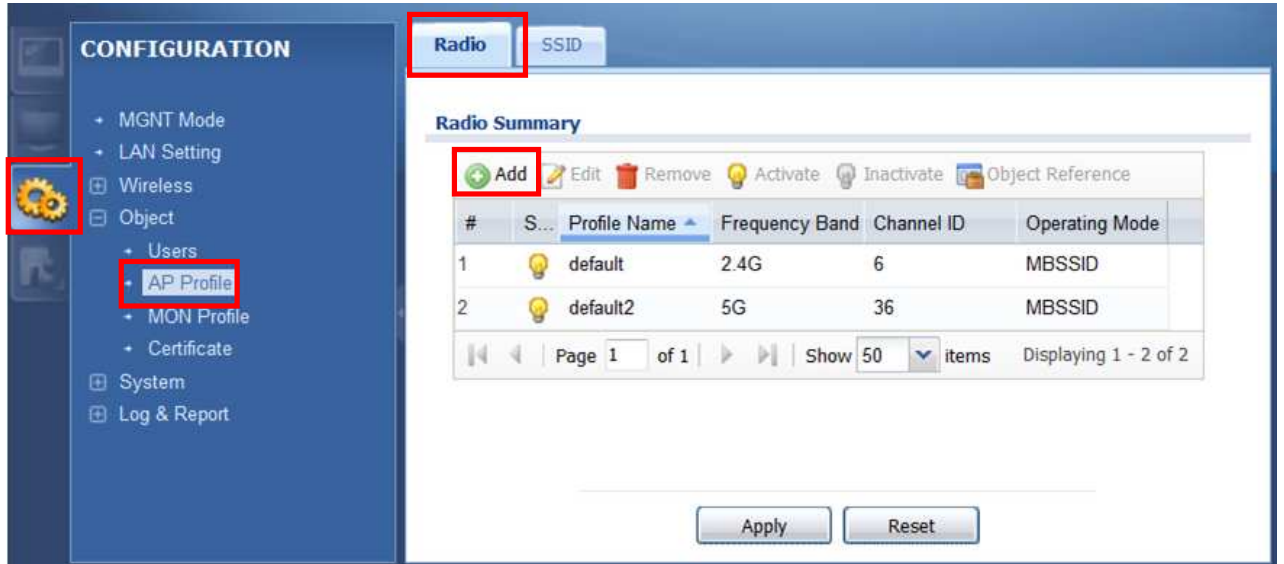 CONFIGURATION
MGNT Mode
LAN Setting
Wireless
Object
Users
AP Profile
MON Profile
Certificate
System
Log & Report
Radio SSID
Radio Summary
Add Edit Remove Activate Inactivate Object Reference
# S... Profile Name Frequency Band Channel ID Operating Mode
1 default 2.4G 6 MBSSID
2 default2 5G 36 MBSSID
Page 1 of 1 Show 50 items Displaying 1 - 2 of 2
Apply Reset